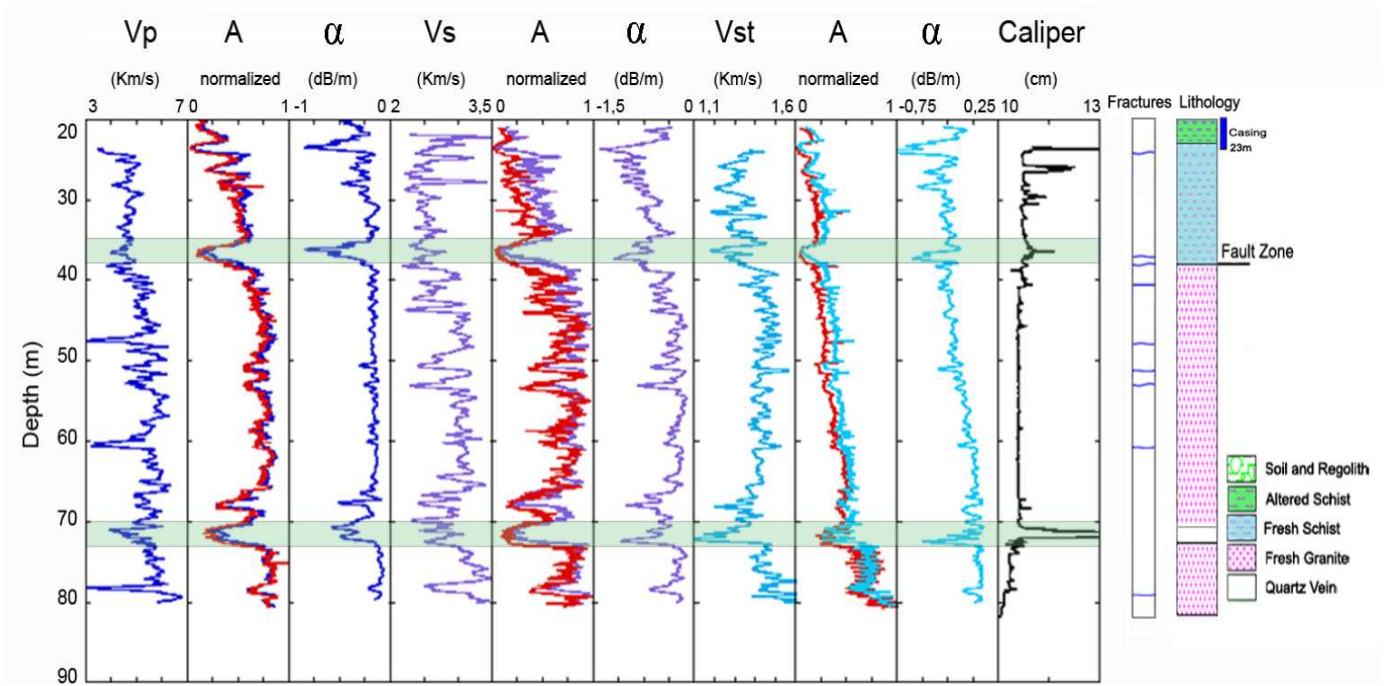 Vp A α Vs A α Vst A α Caliper
(Km/s) normalized (dB/m) (Km/s) normalized (dB/m) (Km/s) normalized (dB/m) (cm)
3 7 0 1 -1 0 2 3,5 0 1 -1,5 0 1,1 1,6 0 1 -0,75 0,25 10 13
Fractures Lithology
20
Casing
23m
30
Fault Zone
40
50
Depth (m)
60
Soil and Regolith
Altered Schist
70
Fresh Schist
Fresh Granite
Quartz Vein
80
90